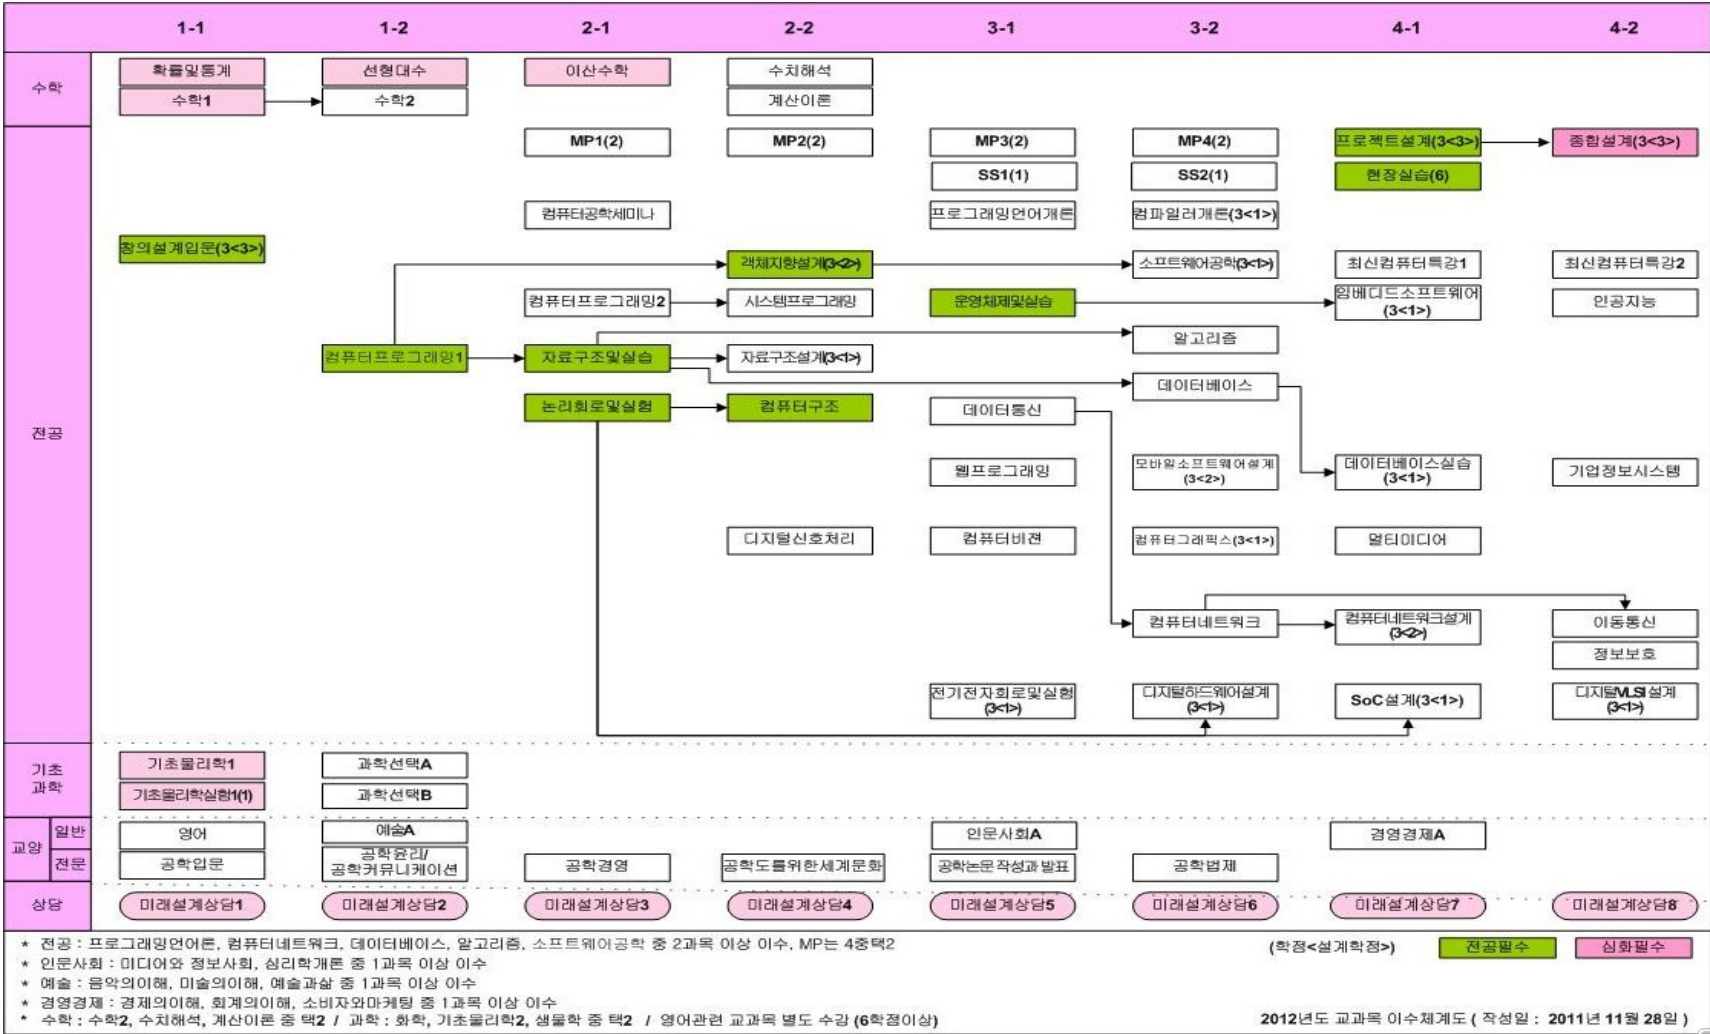 1-1 1-2 2-1 2-2 3-1 3-2 4-1 4-2
수학
확률및통계 선형대수 이산수학 수치해석
수학1 수학2 계산이론
전공
MP1(2) MP2(2) MP3(2) MP4(2) 프로젝트설계(3<3>) 종합설계(3<3>)
SS1(1) SS2(1) 현장실습(6)
컴퓨터공학세미나 프로그래밍언어개론 컴파일러개론(3<1>)
창의설계입문(3<3>)
객체지향설계(3<2>) 소프트웨어공학(3<1>) 최신컴퓨터특강1 최신컴퓨터특강2
컴퓨터프로그래밍2 시스템프로그래밍 운영체제및실습 임베디드소프트웨어 인공지능
(3<1>)
알고리즘
컴퓨터프로그래밍1 자료구조및실습 자료구조설계(3<1>)
데이터베이스
논리회로및실험 컴퓨터구조 데이터통신
웹프로그래밍 모바일소프트웨어설계 데이터베이스실습 기업정보시스템
(3<2>) (3<1>)
디지털신호처리 컴퓨터비젼 컴퓨터그래픽스(3<1>) 멀티미디어
컴퓨터네트워크 컴퓨터네트워크설계 이동통신
(3<2>)
정보보호
전기전자회로및실험 디지털하드웨어설계 SoC설계(3<1>) 디지털VLSI설계
(3<1>) (3<1>) (3<1>)
기초
과학
기초물리학1 과학선택A
기초물리학실험1(1) 과학선택B
교양
일반
영어 예술A 인문사회A 경영경제A
전문
공학입문 공학윤리/ 공학경영 공학도를위한세계문화 공학논문작성과발표 공학법제
공학커뮤니케이션
상담
미래설계상담1 미래설계상담2 미래설계상담3 미래설계상담4 미래설계상담5 미래설계상담6 미래설계상담7 미래설계상담8
* 전공 : 프로그래밍언어론, 컴퓨터네트워크, 데이터베이스, 알고리즘, 소프트웨어공학 중 2과목 이상 이수, MP는 4중택2
(학점<설계학점>) 전공필수 심화필수
* 인문사회 : 미디어와 정보사회, 심리학개론 중 1과목 이상 이수
* 예술 : 음악의이해, 미술의이해, 예술과삶 중 1과목 이상 이수
* 경영경제 : 경제의이해, 회계의이해, 소비자와마케팅 중 1과목 이상 이수
* 수학 : 수학2, 수치해석, 계산이론 중 택2 / 과학 : 화학, 기초물리학2, 생물학 중 택2 / 영어관련 교과목 별도 수강 (6학점이상)
2012년도 교과목 이수체계도 ( 작성일 : 2011년 11월 28일 )